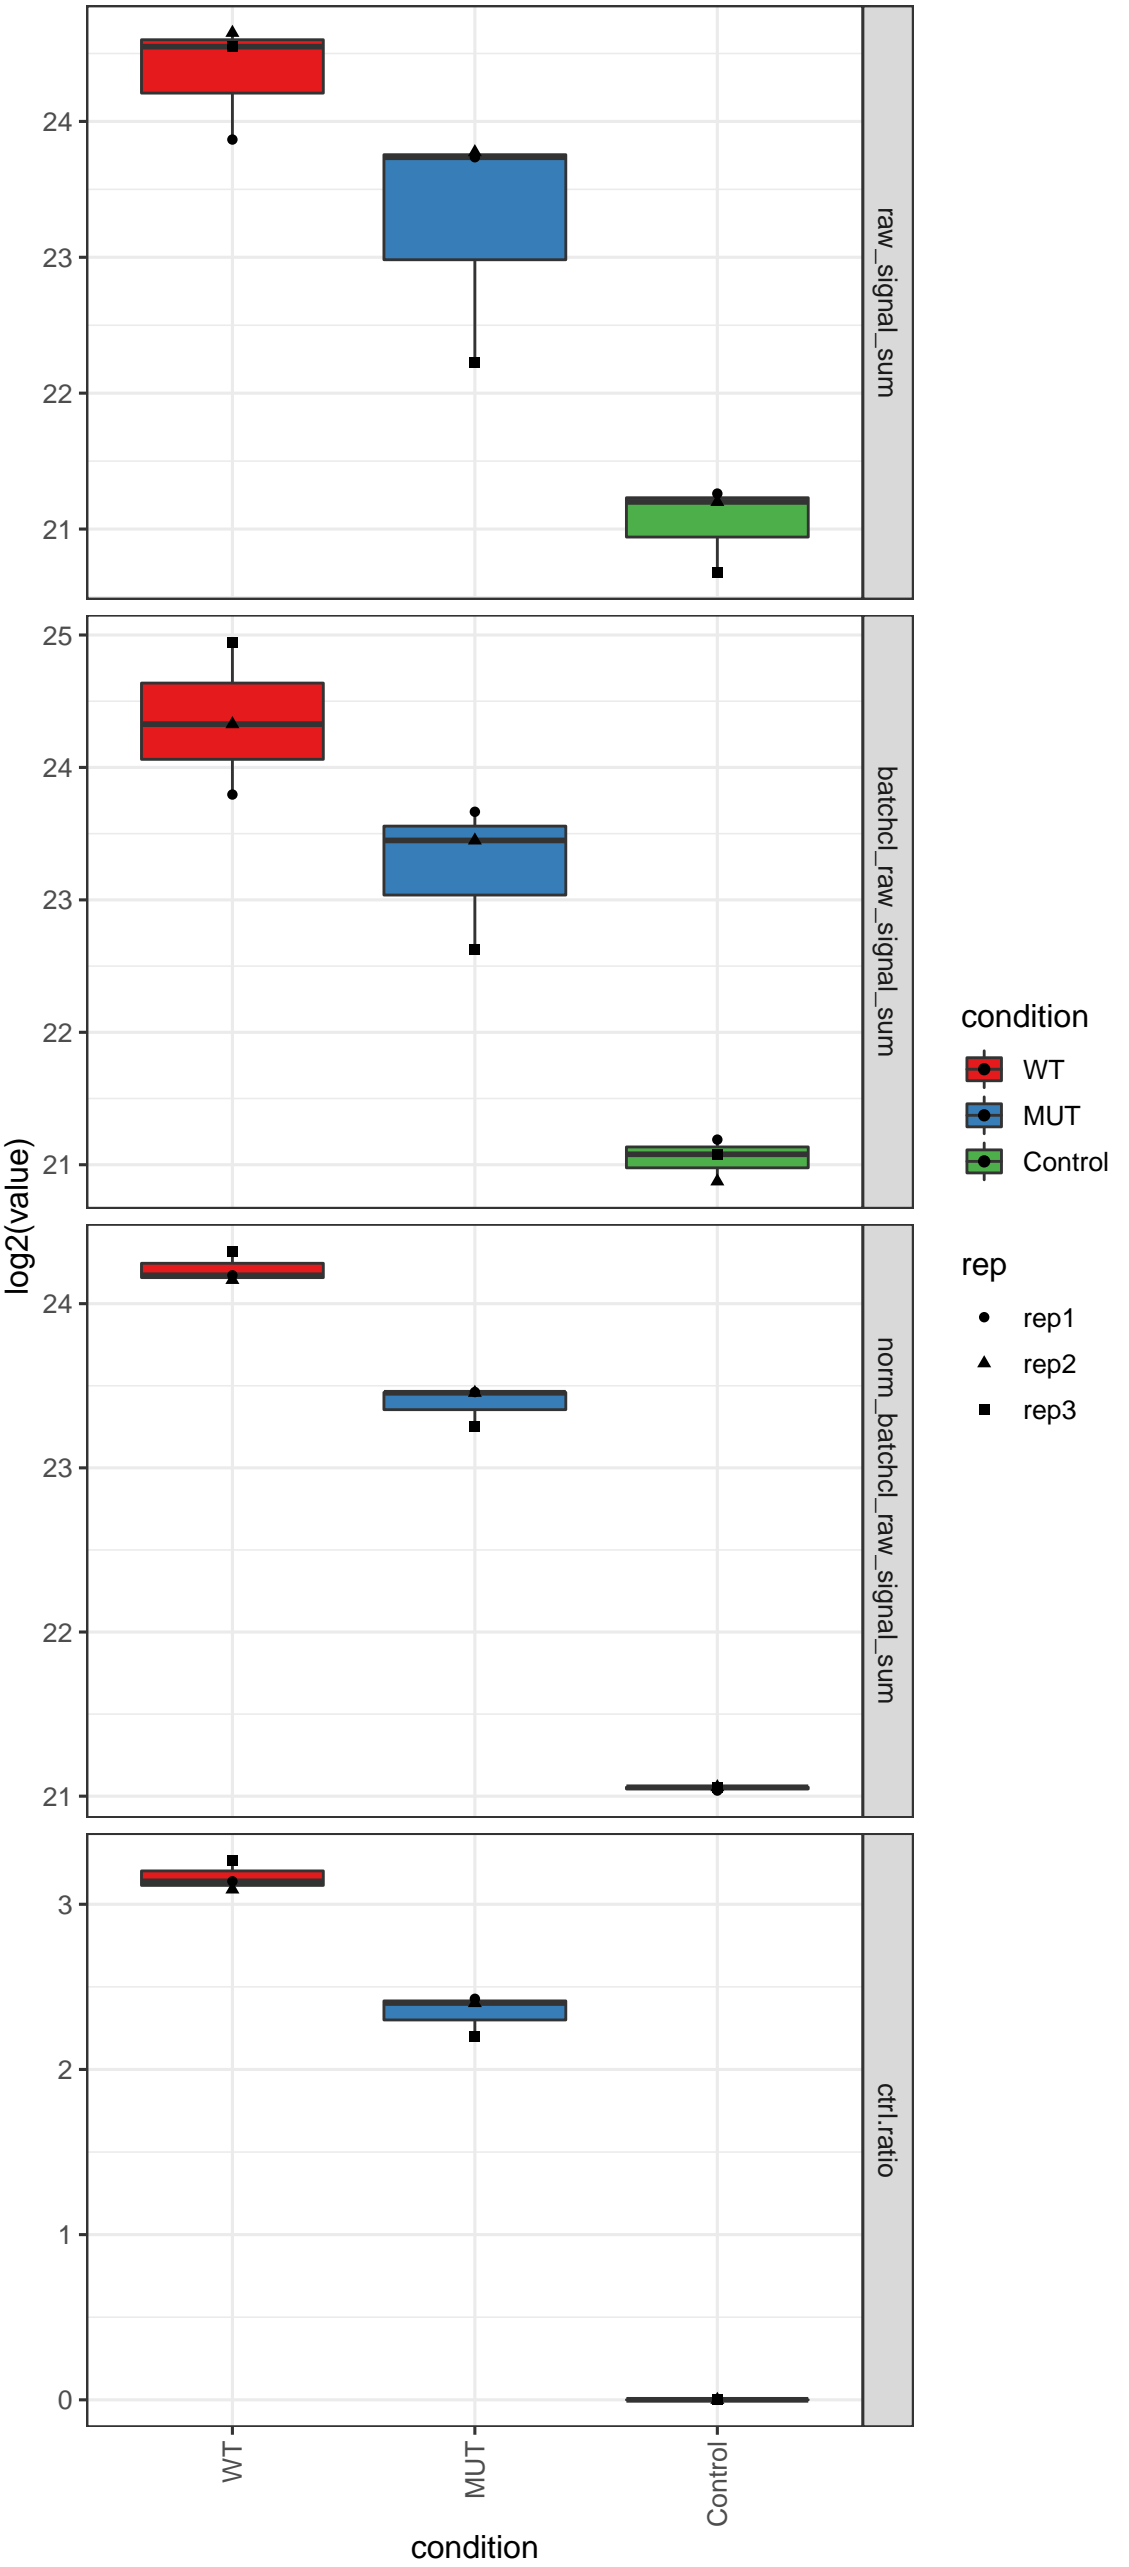 24
23
22
21
raw_signal_sum
25
24
23
22
21
batchcl_raw_signal_sum
24
23
22
21
norm_batchcl_raw_signal_sum
3
2
1
0
ctrl.ratio
log2(value)
WT
MUT
Control
condition
condition
WT
MUT
Control
rep
rep1
rep2
rep3